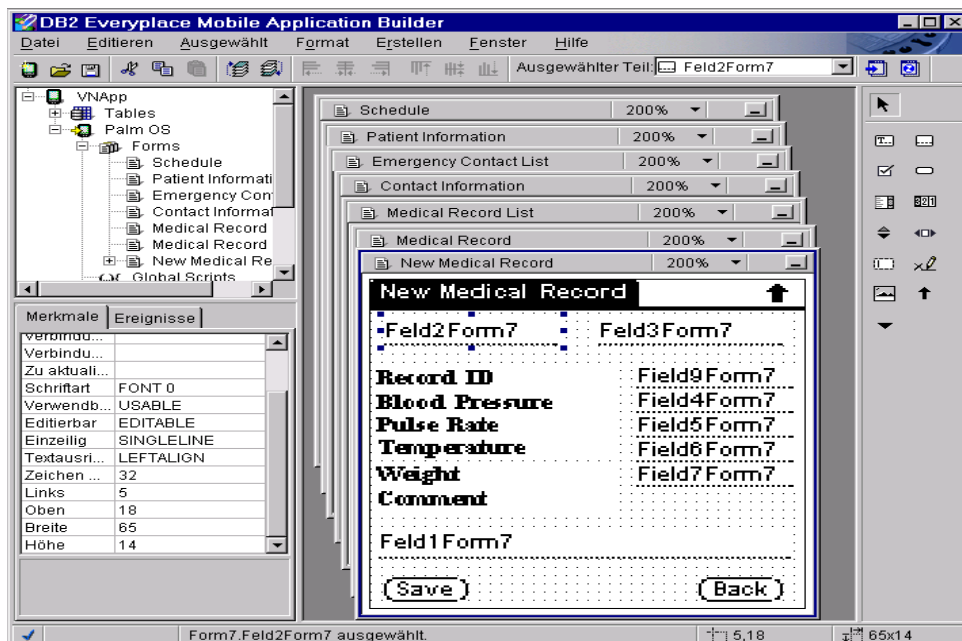 DB2 Everyplace Mobile Application Builder
Datei Editieren Ausgewählt Format Erstellen Fenster Hilfe
Ausgewählter Teil: Feld2Form7
VNApp
Tables
Palm OS
Forms
Schedule
Patient Informati
Emergency Con
Contact Informat
Medical Record
Medical Record
New Medical Re
Global Scripts
Merkmale Ereignisse
Verbindu...
Verbindu...
Zu aktuali...
Schriftart FONT 0
Verwendb... USABLE
Editierbar EDITABLE
Einzeilig SINGLELINE
Textausri... LEFTALIGN
Zeichen ... 32
Links 5
Oben 18
Breite 65
Höhe 14
Schedule 200%
Patient Information 200%
Emergency Contact List 200%
Contact Information 200%
Medical Record List 200%
Medical Record 200%
New Medical Record 200%
New Medical Record
Feld2Form7 Feld3Form7
Record ID Field9Form7
Blood Pressure Field4Form7
Pulse Rate Field5Form7
Temperature Field6Form7
Weight Field7Form7
Comment
Feld1Form7
Save Back
Form7.Feld2Form7 ausgewählt. 5,18 65x14